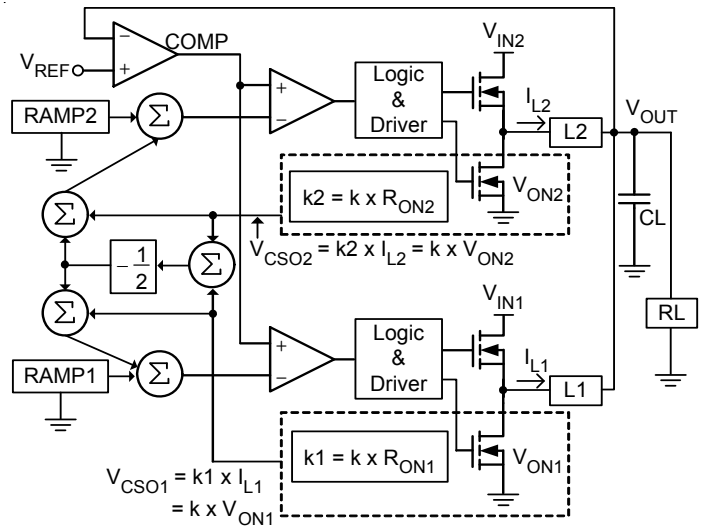 COMP
V_REF
−
+
V_IN2
Logic
&
Driver
I_L2
L2
V_OUT
+
−
RAMP2
Σ
k2 = k x R_ON2
V_ON2
CL
Σ
V_CSO2 = k2 x I_L2 = k x V_ON2
− 1/2
Σ
Σ
V_IN1
RL
Logic
&
Driver
I_L1
L1
+
−
RAMP1
Σ
k1 = k x R_ON1
V_ON1
V_CSO1 = k1 x I_L1
= k x V_ON1